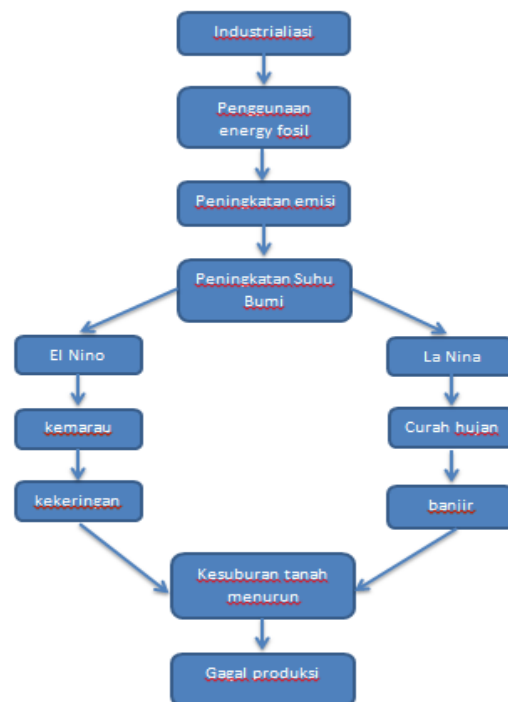 Industrialiasi
Penggunaan
energy fosil
Peningkatan emisi
Peningkatan Suhu
Bumi
El Nino
La Nina
kemarau
Curah hujan
kekeringan
banjir
Kesuburan tanah
menurun
Gagal produksi